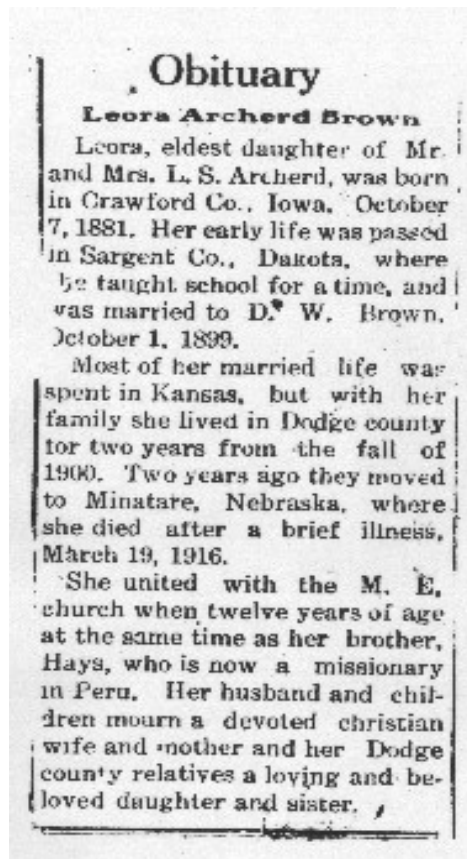 Obituary
Leora Archerd Brown
Leora, eldest daughter of Mr.
and Mrs. L. S. Archerd, was born
in Crawford Co., Iowa, October
7, 1881. Her early life was passed
in Sargent Co., Dakota, where
he taught school for a time, and
was married to D. W. Brown,
October 1, 1899.
Most of her married life was
spent in Kansas, but with her
family she lived in Dodge county
for two years from the fall of
1900. Two years ago they moved
to Minatare, Nebraska, where
she died after a brief illness,
March 19, 1916.
She united with the M. E.
church when twelve years of age
at the same time as her brother,
Hays, who is now a missionary
in Peru. Her husband and chil-
dren mourn a devoted christian
wife and mother and her Dodge
county relatives a loving and be-
loved daughter and sister.